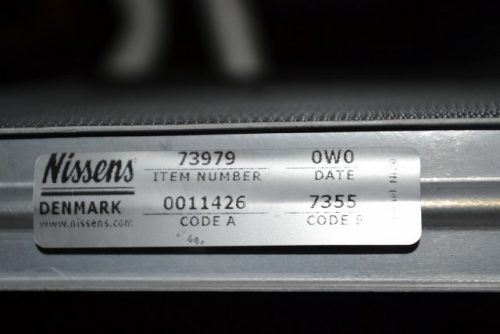 Nissens 73979 0W0
ITEM NUMBER DATE
DENMARK 0011426 7355
www.nissens.com CODE A CODE B